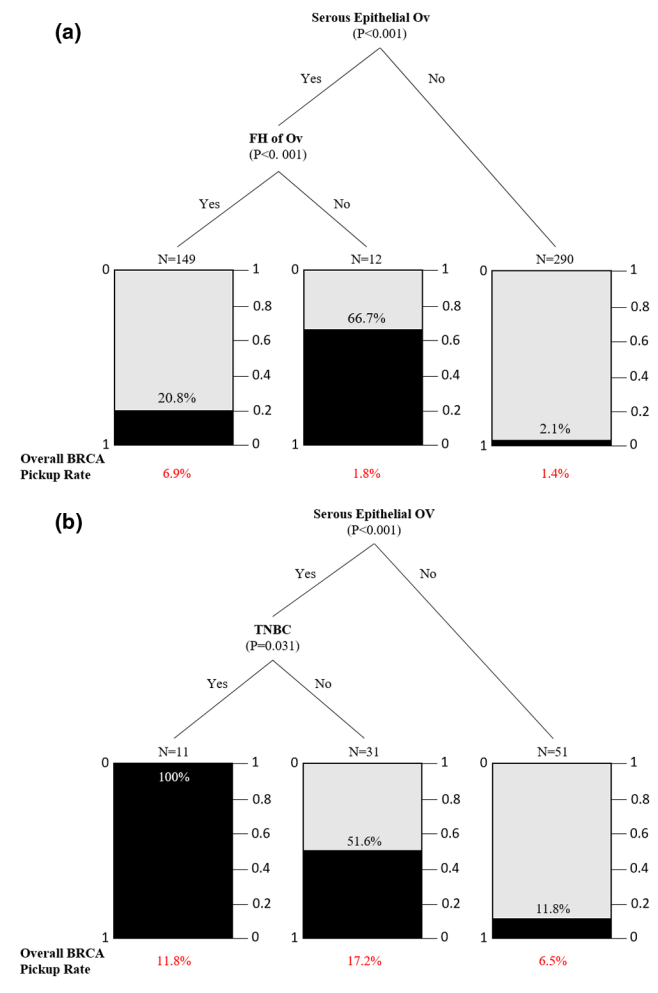 (a)
Serous Epithelial Ov
(P<0.001)
Yes
No
FH of Ov
(P<0. 001)
Yes
No
N=149
N=12
N=290
0
1
0
1
0
1
0.8
0.8
0.8
66.7%
0.6
0.6
0.6
0.4
0.4
0.4
20.8%
0.2
0.2
0.2
2.1%
1
0
1
0
1
0
Overall BRCA
Pickup Rate
6.9%
1.8%
1.4%
(b)
Serous Epithelial OV
(P<0.001)
Yes
No
TNBC
(P=0.031)
Yes
No
N=11
N=31
N=51
0
1
0
1
0
1
100%
0.8
0.8
0.8
0.6
0.6
0.6
51.6%
0.4
0.4
0.4
0.2
0.2
0.2
11.8%
1
0
1
0
1
0
Overall BRCA
Pickup Rate
11.8%
17.2%
6.5%